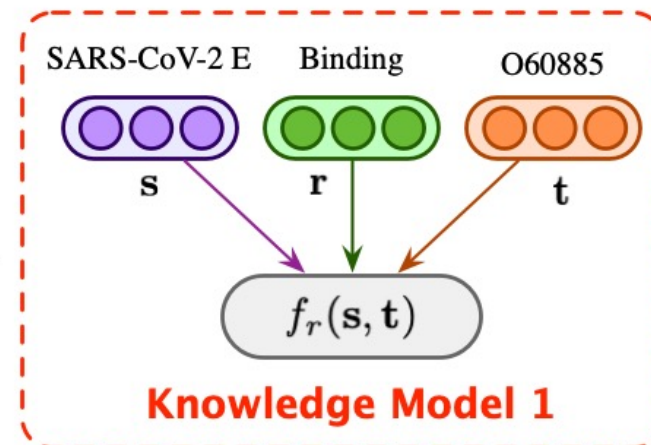 SARS-CoV-2 E Binding O60885
s r t
f_r(s, t)
Knowledge Model 1